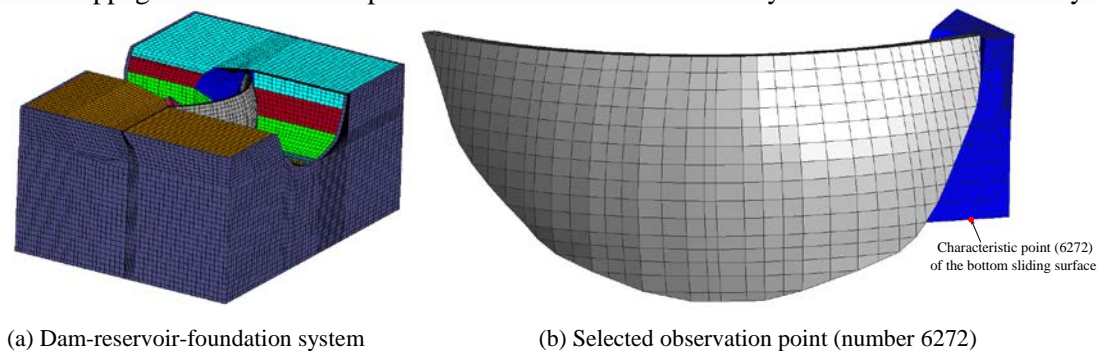 Characteristic point (6272)
of the bottom sliding surface
(a) Dam-reservoir-foundation system
(b) Selected observation point (number 6272)